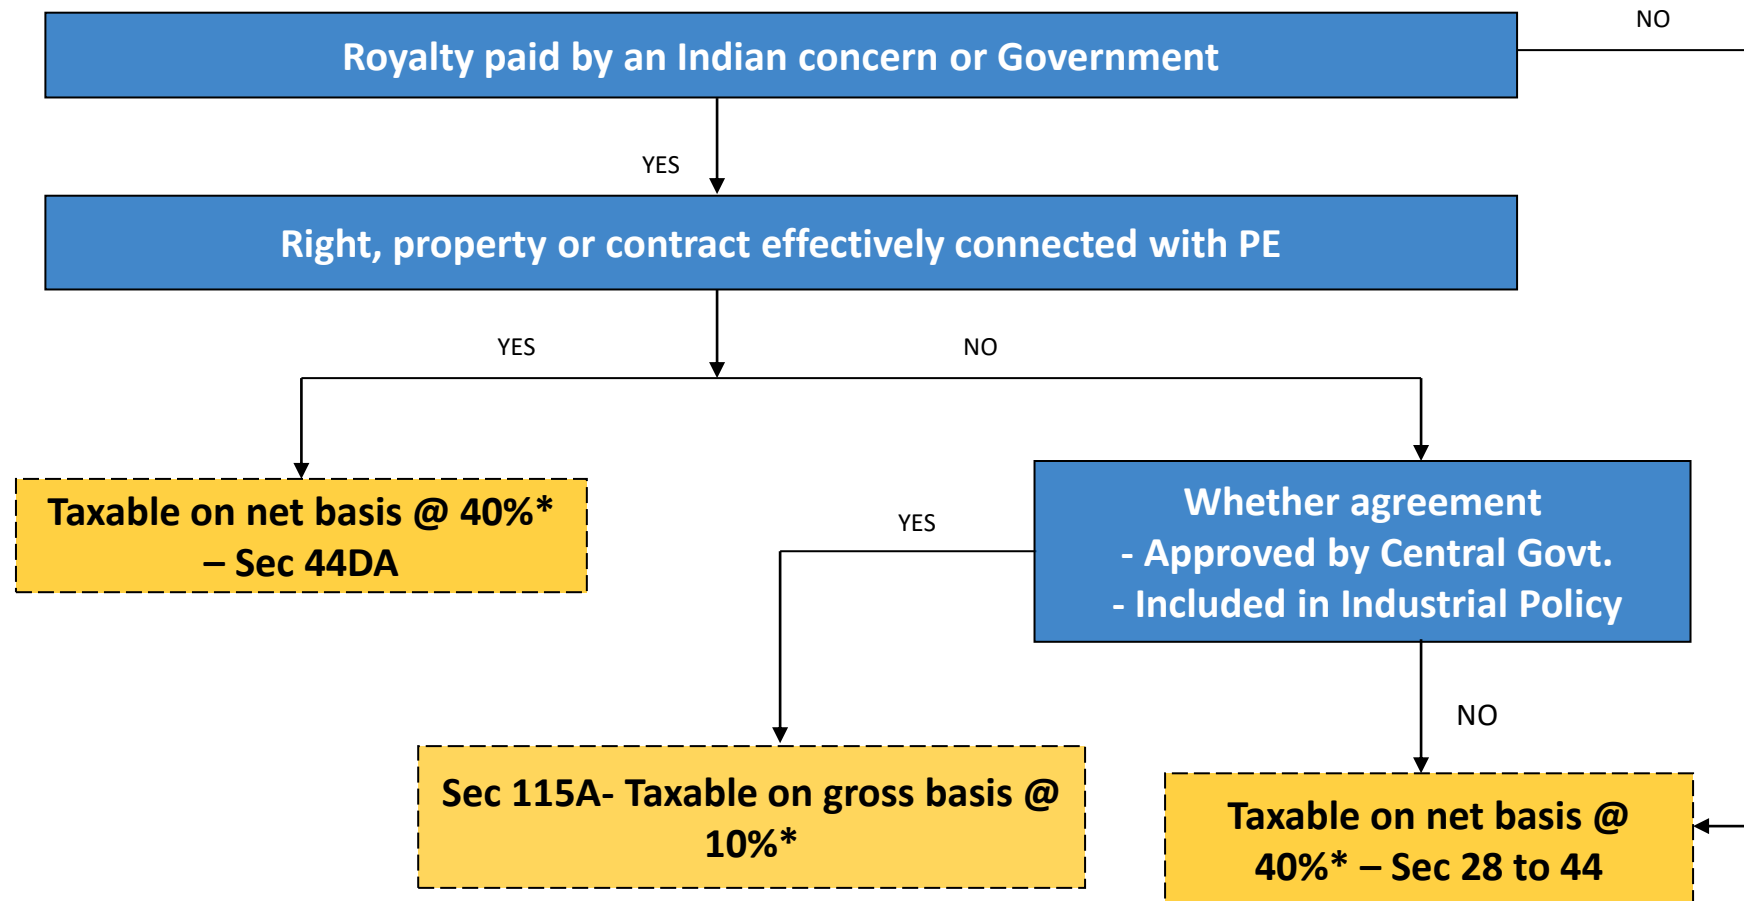 NO
Royalty paid by an Indian concern or Government
YES
Right, property or contract effectively connected with PE
YES
NO
Taxable on net basis @ 40%*
– Sec 44DA
YES
Whether agreement
- Approved by Central Govt.
- Included in Industrial Policy
NO
Sec 115A- Taxable on gross basis @
10%*
Taxable on net basis @
40%* – Sec 28 to 44